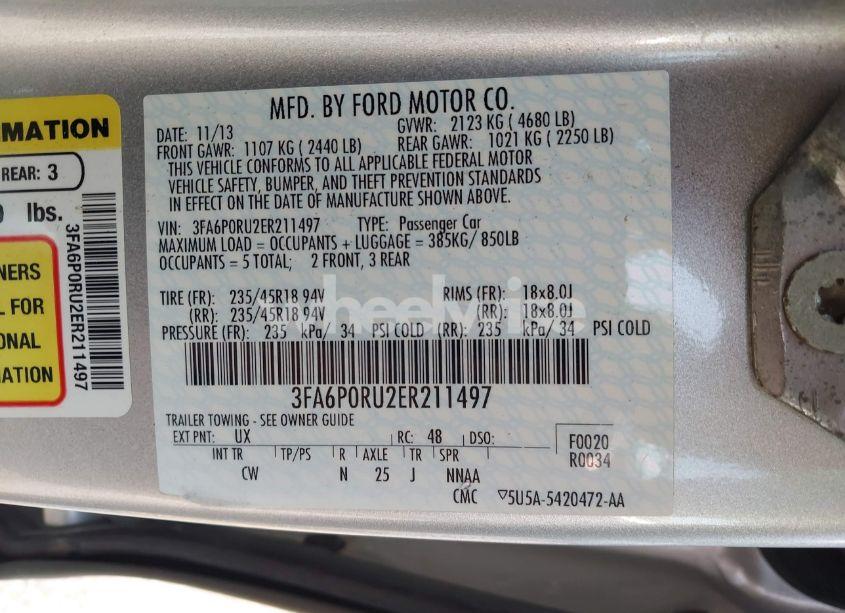 RMATION
REAR: 3
lbs.
NERS
L FOR
ONAL
MATION
3FA6P0RU2ER211497
MFD. BY FORD MOTOR CO.
DATE: 11/13 GVWR: 2123 KG ( 4680 LB)
FRONT GAWR: 1107 KG ( 2440 LB) REAR GAWR: 1021 KG ( 2250 LB)
THIS VEHICLE CONFORMS TO ALL APPLICABLE FEDERAL MOTOR
VEHICLE SAFETY, BUMPER, AND THEFT PREVENTION STANDARDS
IN EFFECT ON THE DATE OF MANUFACTURE SHOWN ABOVE.
VIN: 3FA6P0RU2ER211497 TYPE: Passenger Car
MAXIMUM LOAD = OCCUPANTS + LUGGAGE = 385KG/ 850LB
OCCUPANTS = 5 TOTAL; 2 FRONT, 3 REAR
TIRE (FR): 235/45R18 94V RIMS (FR): 18x8.0J
(RR): 235/45R18 94V (RR): 18x8.0J
PRESSURE (FR): 235 kPa/ 34 PSI COLD (RR): 235 kPa/ 34 PSI COLD
3FA6P0RU2ER211497
TRAILER TOWING - SEE OWNER GUIDE
EXT PNT: UX RC: 48 DSO: F0020
INT TR TP/PS R AXLE TR SPR R0034
CW N 25 J NNAA
CMC ▽5U5A-5420472-AA